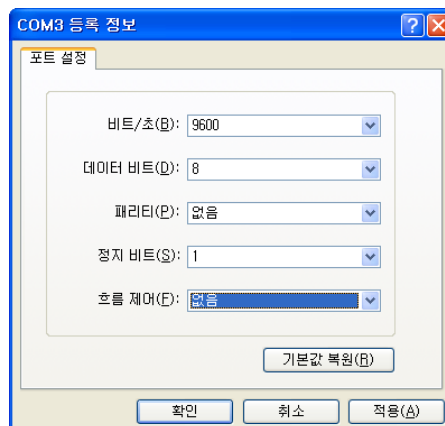 COM3 등록 정보
포트 설정
비트/초(B): 9600
데이터 비트(D): 8
패리티(P): 없음
정지 비트(S): 1
흐름 제어(F): 없음
기본값 복원(R)
확인 취소 적용(A)